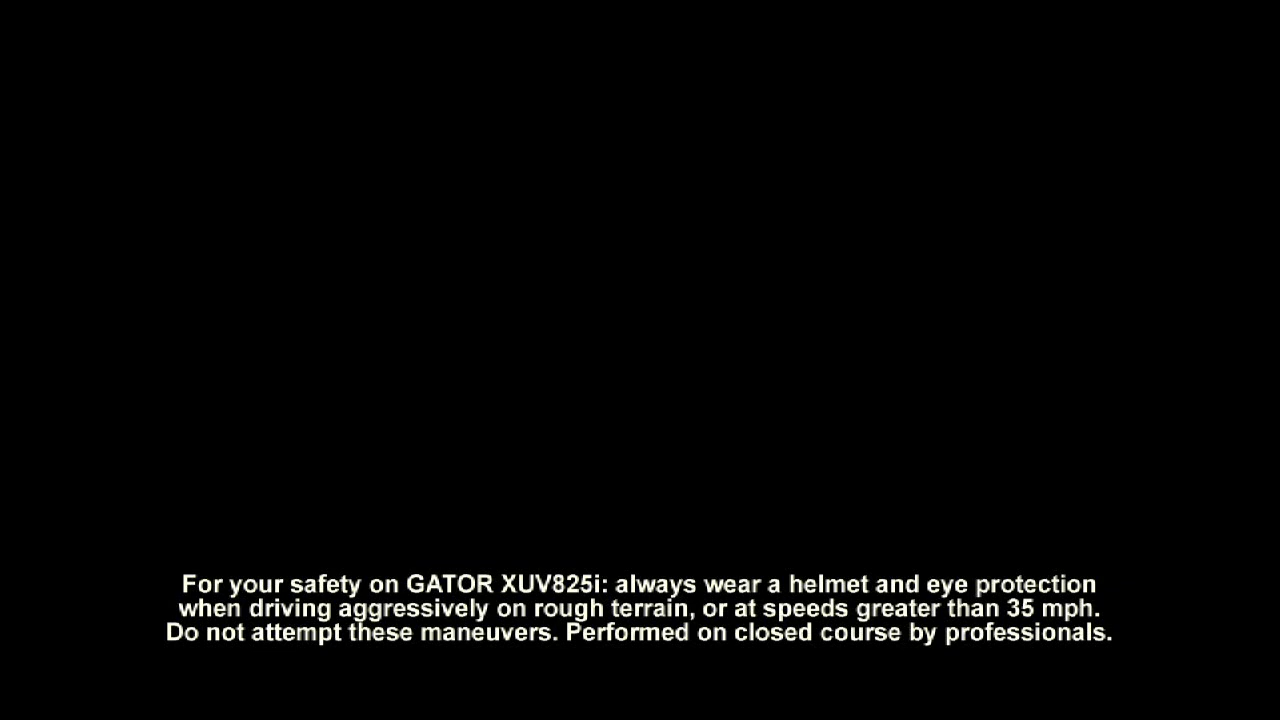 For your safety on GATOR XUV825i: always wear a helmet and eye protection
when driving aggressively on rough terrain, or at speeds greater than 35 mph.
Do not attempt these maneuvers. Performed on closed course by professionals.